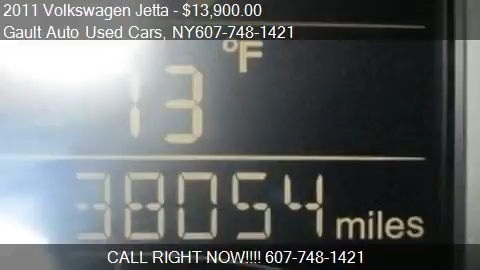 2011 Volkswagen Jetta - $13,900.00
Gault Auto Used Cars, NY607-748-1421
°F
13
38054 miles
CALL RIGHT NOW!!!! 607-748-1421